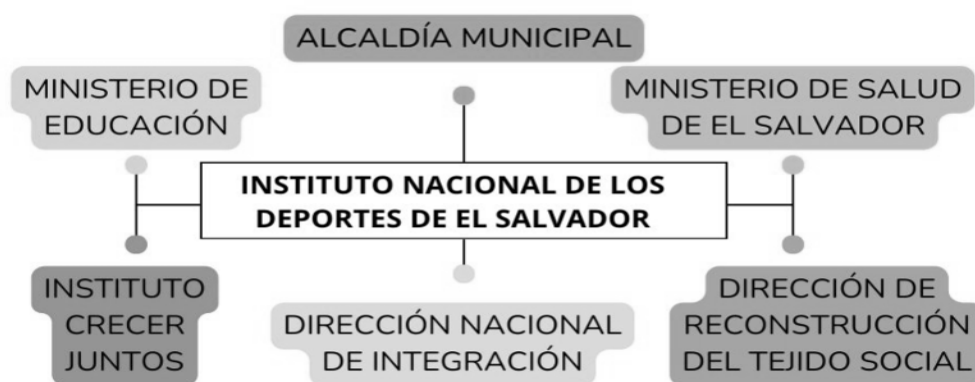 ALCALDÍA MUNICIPAL
MINISTERIO DE
EDUCACIÓN
MINISTERIO DE SALUD
DE EL SALVADOR
INSTITUTO NACIONAL DE LOS
DEPORTES DE EL SALVADOR
INSTITUTO
CRECER
JUNTOS
DIRECCIÓN NACIONAL
DE INTEGRACIÓN
DIRECCIÓN DE
RECONSTRUCCIÓN
DEL TEJIDO SOCIAL